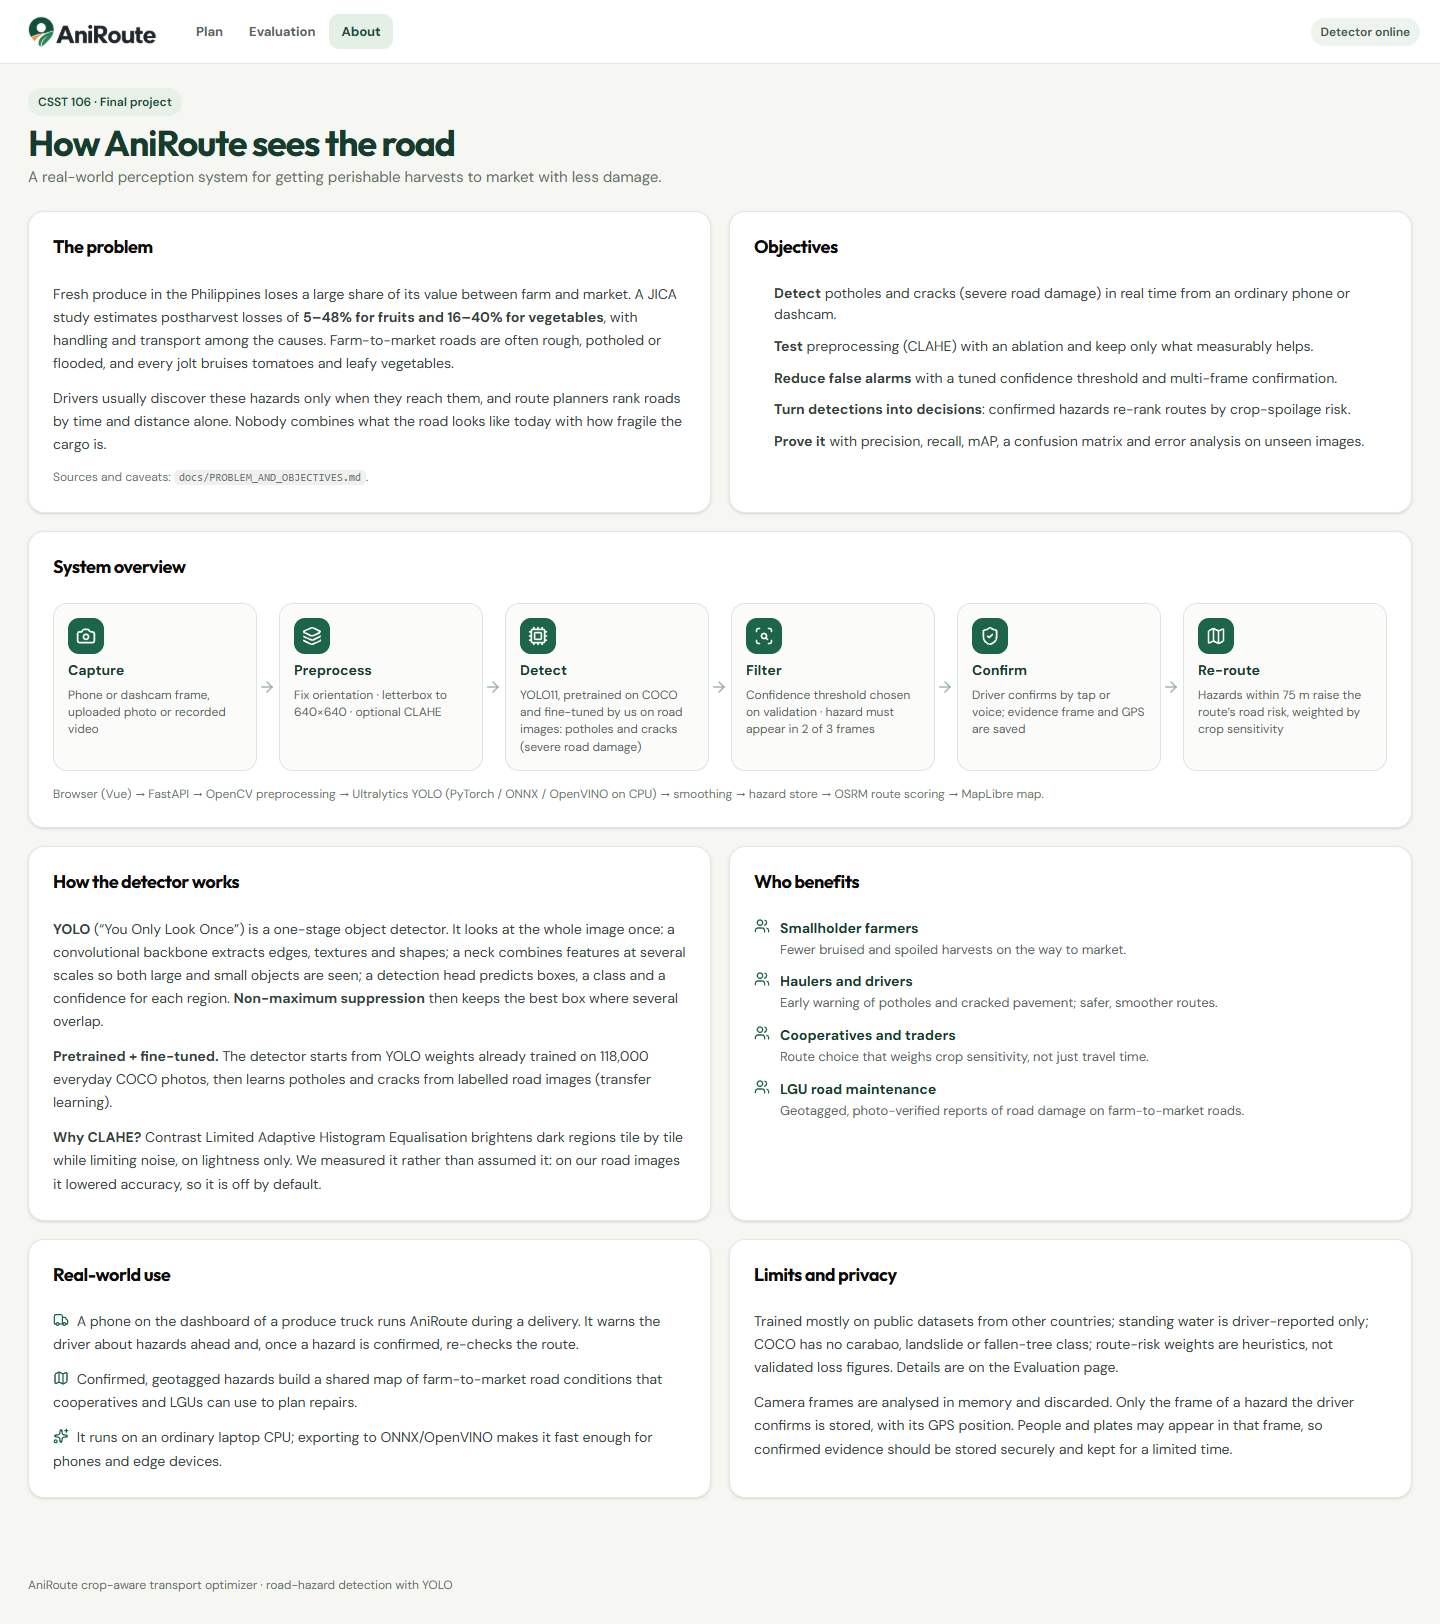 AniRoute
Plan
Evaluation
About
Detector online
CSST 106 · Final project
How AniRoute sees the road
A real-world perception system for getting perishable harvests to market with less damage.
The problem
Fresh produce in the Philippines loses a large share of its value between farm and market. A JICA
study estimates postharvest losses of 5–48% for fruits and 16–40% for vegetables, with
handling and transport among the causes. Farm-to-market roads are often rough, potholed or
flooded, and every jolt bruises tomatoes and leafy vegetables.
Drivers usually discover these hazards only when they reach them, and route planners rank roads
by time and distance alone. Nobody combines what the road looks like today with how fragile the
cargo is.
Sources and caveats: docs/PROBLEM_AND_OBJECTIVES.md.
Objectives
Detect potholes and cracks (severe road damage) in real time from an ordinary phone or
dashcam.
Test preprocessing (CLAHE) with an ablation and keep only what measurably helps.
Reduce false alarms with a tuned confidence threshold and multi-frame confirmation.
Turn detections into decisions: confirmed hazards re-rank routes by crop-spoilage risk.
Prove it with precision, recall, mAP, a confusion matrix and error analysis on unseen images.
System overview
Capture
Phone or dashcam frame,
uploaded photo or recorded
video
→
Preprocess
Fix orientation · letterbox to
640×640 · optional CLAHE
→
Detect
YOLO11, pretrained on COCO
and fine-tuned by us on road
images: potholes and cracks
(severe road damage)
→
Filter
Confidence threshold chosen
on validation · hazard must
appear in 2 of 3 frames
→
Confirm
Driver confirms by tap or
voice; evidence frame and GPS
are saved
→
Re-route
Hazards within 75 m raise the
route's road risk, weighted by
crop sensitivity
Browser (Vue) → FastAPI → OpenCV preprocessing → Ultralytics YOLO (PyTorch / ONNX / OpenVINO on CPU) → smoothing → hazard store → OSRM route scoring → MapLibre map.
How the detector works
YOLO (“You Only Look Once”) is a one-stage object detector. It looks at the whole image once: a
convolutional backbone extracts edges, textures and shapes; a neck combines features at several
scales so both large and small objects are seen; a detection head predicts boxes, a class and a
confidence for each region. Non-maximum suppression then keeps the best box where several
overlap.
Pretrained + fine-tuned. The detector starts from YOLO weights already trained on 118,000
everyday COCO photos, then learns potholes and cracks from labelled road images (transfer
learning).
Why CLAHE? Contrast Limited Adaptive Histogram Equalisation brightens dark regions tile by tile
while limiting noise, on lightness only. We measured it rather than assumed it: on our road images
it lowered accuracy, so it is off by default.
Who benefits
Smallholder farmers
Fewer bruised and spoiled harvests on the way to market.
Haulers and drivers
Early warning of potholes and cracked pavement; safer, smoother routes.
Cooperatives and traders
Route choice that weighs crop sensitivity, not just travel time.
LGU road maintenance
Geotagged, photo-verified reports of road damage on farm-to-market roads.
Real-world use
A phone on the dashboard of a produce truck runs AniRoute during a delivery. It warns the
driver about hazards ahead and, once a hazard is confirmed, re-checks the route.
Confirmed, geotagged hazards build a shared map of farm-to-market road conditions that
cooperatives and LGUs can use to plan repairs.
It runs on an ordinary laptop CPU; exporting to ONNX/OpenVINO makes it fast enough for
phones and edge devices.
Limits and privacy
Trained mostly on public datasets from other countries; standing water is driver-reported only;
COCO has no carabao, landslide or fallen-tree class; route-risk weights are heuristics, not
validated loss figures. Details are on the Evaluation page.
Camera frames are analysed in memory and discarded. Only the frame of a hazard the driver
confirms is stored, with its GPS position. People and plates may appear in that frame, so
confirmed evidence should be stored securely and kept for a limited time.
AniRoute crop-aware transport optimizer · road-hazard detection with YOLO